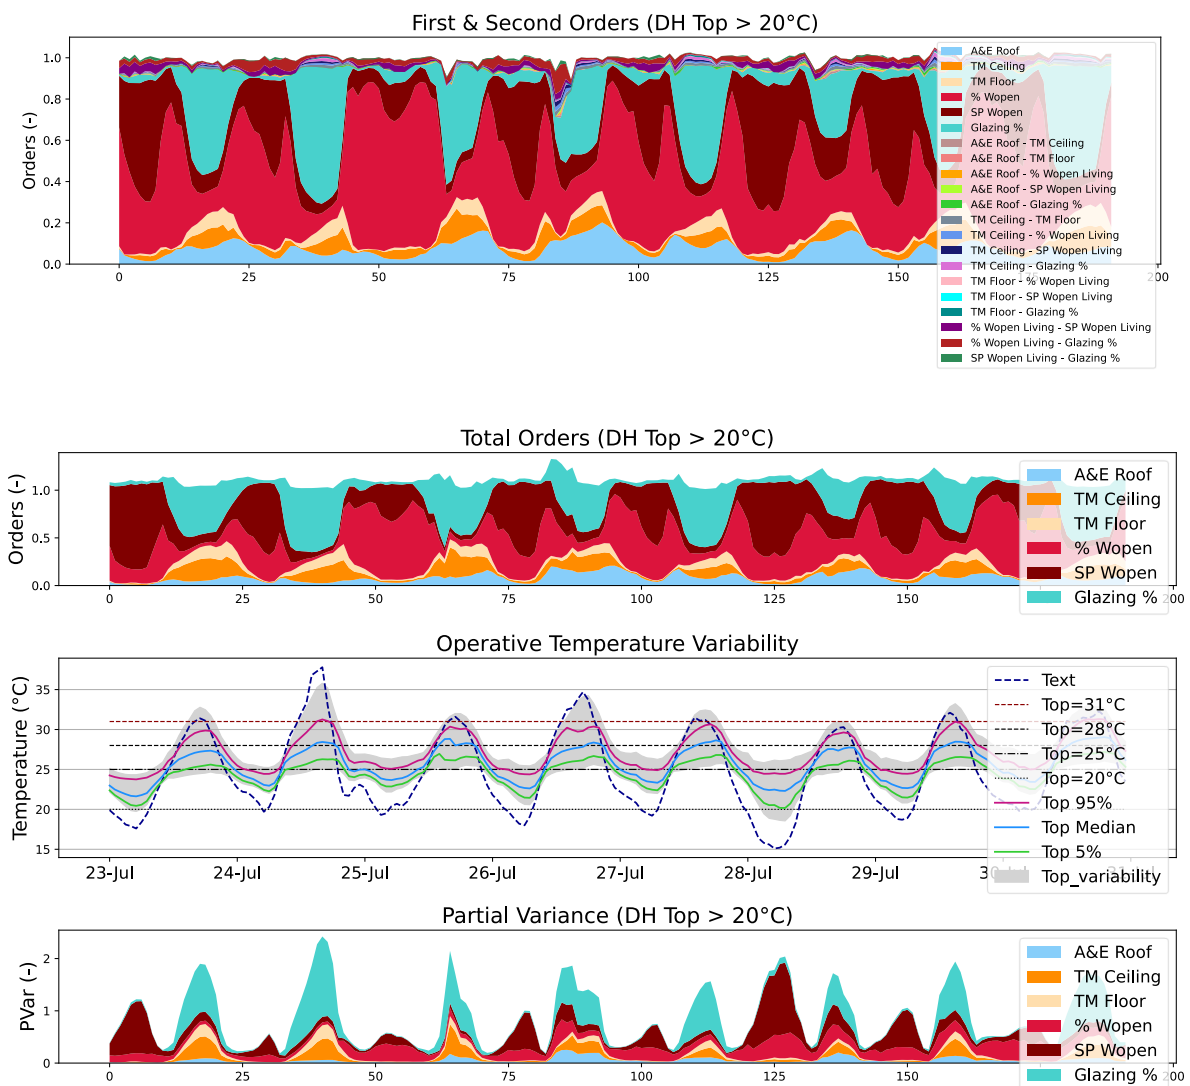 First & Second Orders (DH Top > 20°C)
Orders (-)
1.0
0.8
0.6
0.4
0.2
0.0
0 25 50 75 100 125 150 200
A&E Roof
TM Ceiling
TM Floor
% Wopen
SP Wopen
Glazing %
A&E Roof - TM Ceiling
A&E Roof - TM Floor
A&E Roof - % Wopen Living
A&E Roof - SP Wopen Living
A&E Roof - Glazing %
TM Ceiling - TM Floor
TM Ceiling - % Wopen Living
TM Ceiling - SP Wopen Living
TM Ceiling - Glazing %
TM Floor - % Wopen Living
TM Floor - SP Wopen Living
TM Floor - Glazing %
% Wopen Living - SP Wopen Living
% Wopen Living - Glazing %
SP Wopen Living - Glazing %
Total Orders (DH Top > 20°C)
Orders (-)
1.0
0.5
0.0
0 25 50 75 100 125 150 200
A&E Roof
TM Ceiling
TM Floor
% Wopen
SP Wopen
Glazing %
Operative Temperature Variability
Temperature (°C)
35
30
25
20
15
23-Jul 24-Jul 25-Jul 26-Jul 27-Jul 28-Jul 29-Jul
Text
Top=31°C
Top=28°C
Top=25°C
Top=20°C
Top 95%
Top Median
Top 5%
Top_variability
Partial Variance (DH Top > 20°C)
PVar (-)
2
1
0
0 25 50 75 100 125 150 200
A&E Roof
TM Ceiling
TM Floor
% Wopen
SP Wopen
Glazing %